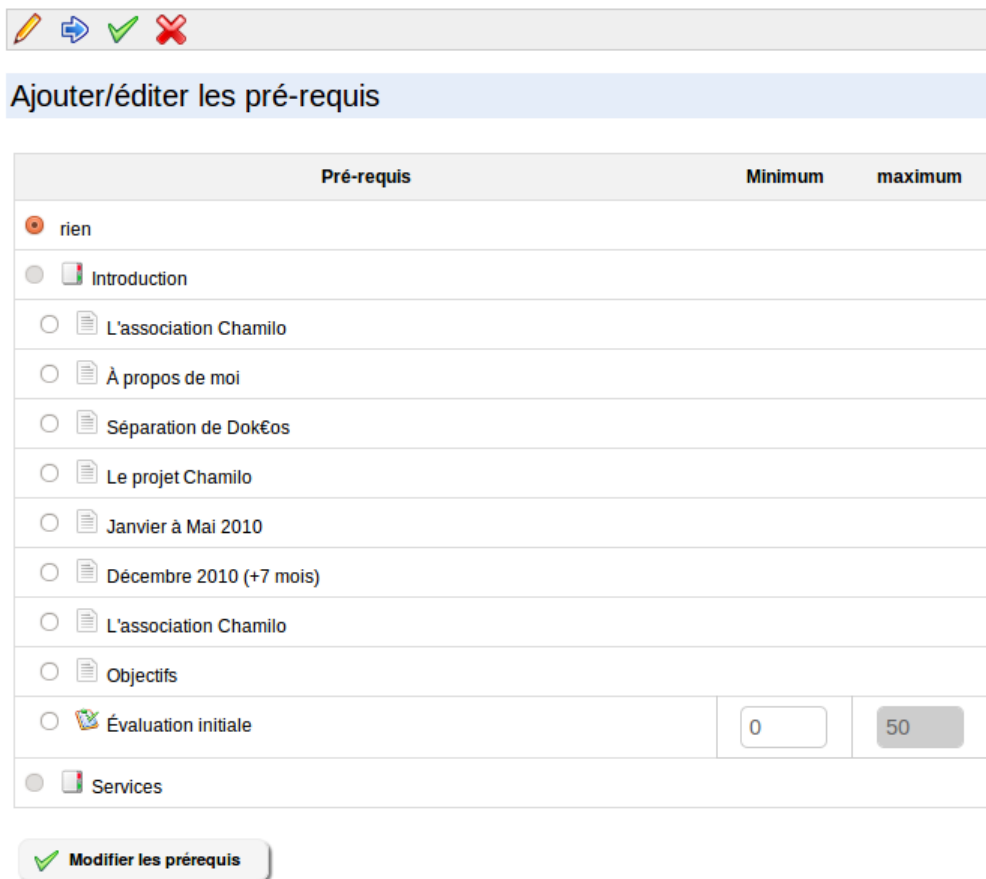 Ajouter/éditer les pré-requis
Pré-requis Minimum maximum
rien
Introduction
L'association Chamilo
À propos de moi
Séparation de Dok€os
Le projet Chamilo
Janvier à Mai 2010
Décembre 2010 (+7 mois)
L'association Chamilo
Objectifs
Évaluation initiale 0 50
Services
Modifier les prérequis